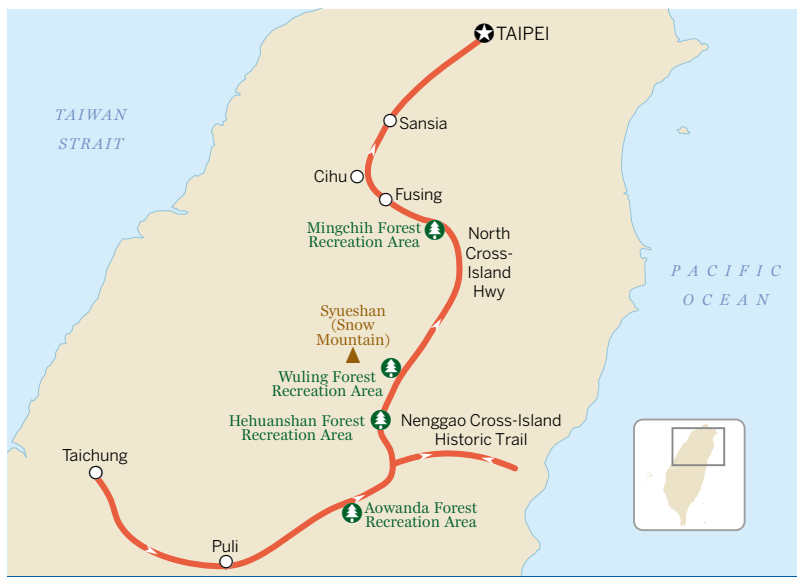 TAIPEI
TAIWAN
STRAIT
Sansia
Cihu
Fusing
Mingchih Forest
Recreation Area
North
Cross-
Island
Hwy
PACIFIC
OCEAN
Syueshan
(Snow
Mountain)
Wuling Forest
Recreation Area
Hehuanshan Forest
Recreation Area
Nenggao Cross-Island
Historic Trail
Taichung
Aowanda Forest
Recreation Area
Puli